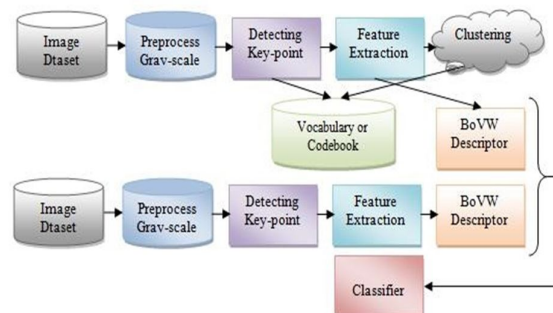 Image
Dtaset
Preprocess
Grav-scale
Detecting
Key-point
Feature
Extraction
Clustering
Vocabulary or
Codebook
BoVW
Descriptor
Image
Dtaset
Preprocess
Grav-scale
Detecting
Key-point
Feature
Extraction
BoVW
Descriptor
Classifier